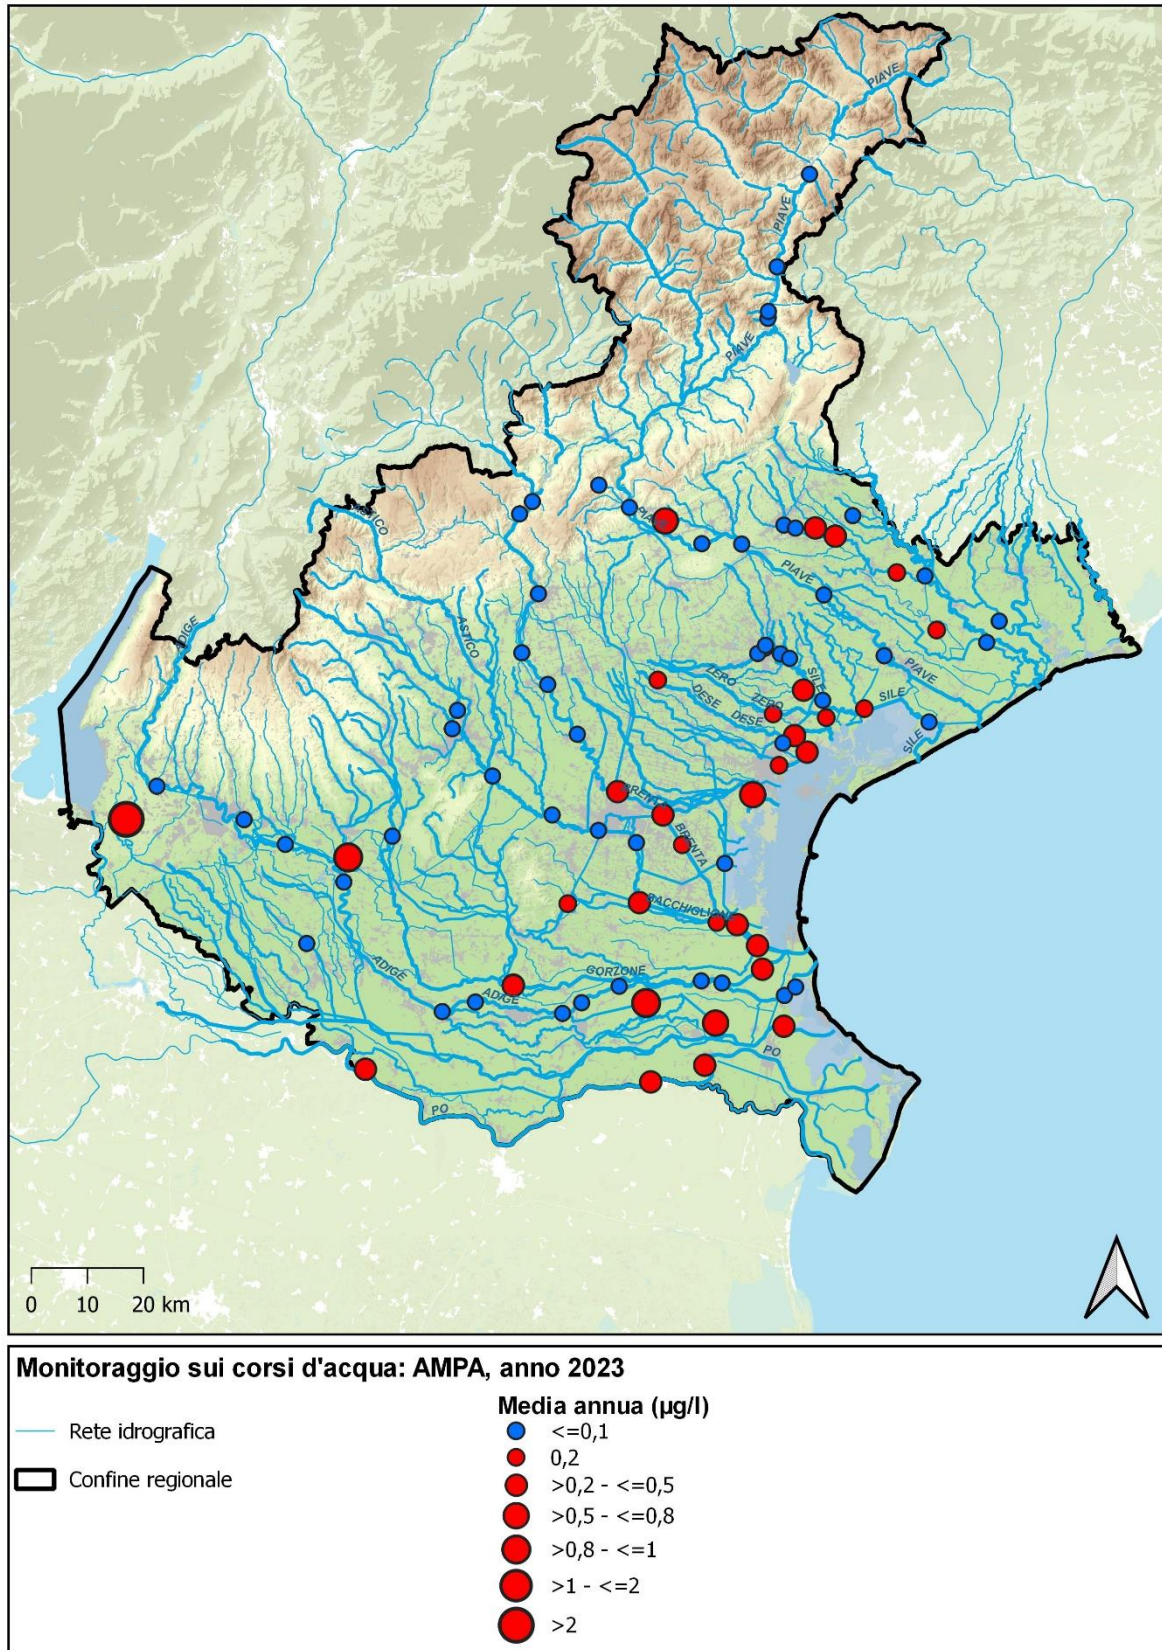 PIAVE
PIAVE
PIAVE
ASTICO
PIAVE
PIAVE
ADIGE
ASTICO
ZERO
SILE
PIAVE
DESE
ZERO
SILE
DESE
SILE
BRENTA
BRENTA
BACCHIGLIONE
ADIGE
GORZONE
ADIGE
PO
PO
0 10 20 km
Monitoraggio sui corsi d'acqua: AMPA, anno 2023
Rete idrografica
Confine regionale
Media annua (µg/l)
<=0,1
0,2
>0,2 - <=0,5
>0,5 - <=0,8
>0,8 - <=1
>1 - <=2
>2